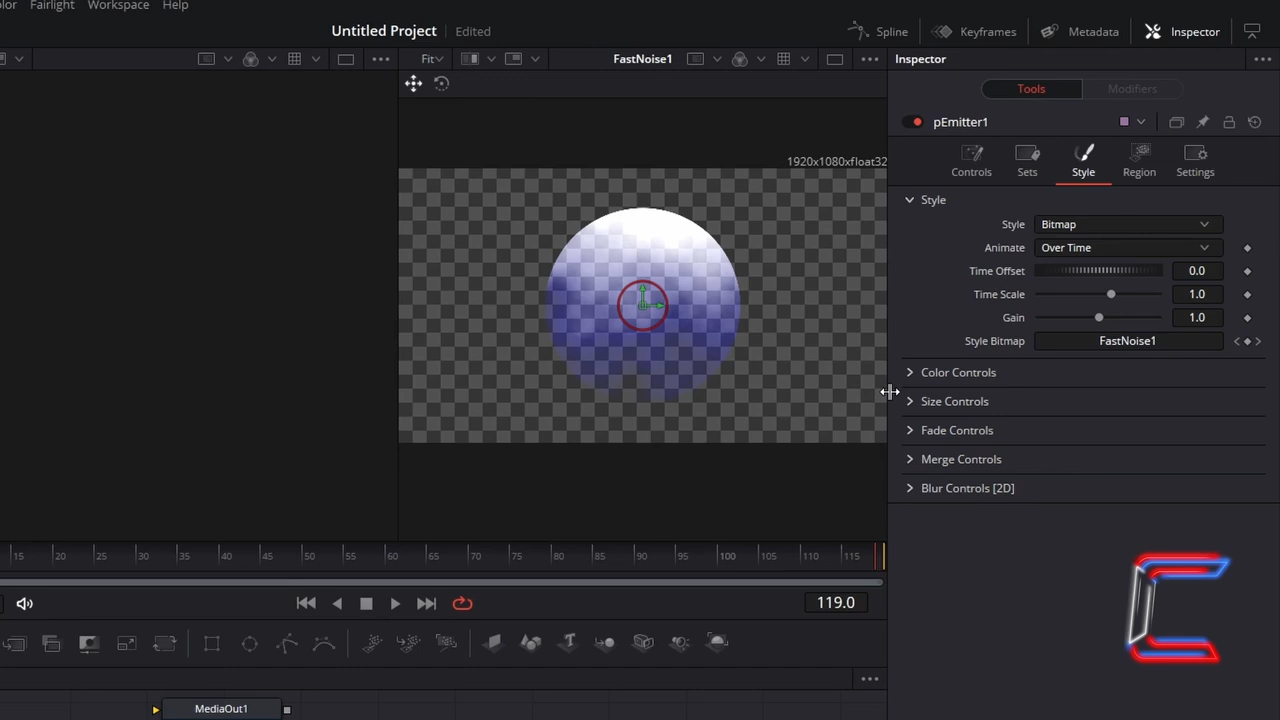 olor Fairlight Workspace Help
Untitled Project Edited
Spline Keyframes Metadata Inspector
Fit FastNoise1 Inspector
Tools Modifiers
pEmitter1
1920x1080xfloat32
Controls Sets Style Region Settings
Style
Style Bitmap
Animate Over Time
Time Offset 0.0
Time Scale 1.0
Gain 1.0
Style Bitmap FastNoise1
Color Controls
Size Controls
Fade Controls
Merge Controls
Blur Controls [2D]
15 20 25 30 35 40 45 50 55 60 65 70 75 80 85 90 95 100 105 110 115
119.0
MediaOut1